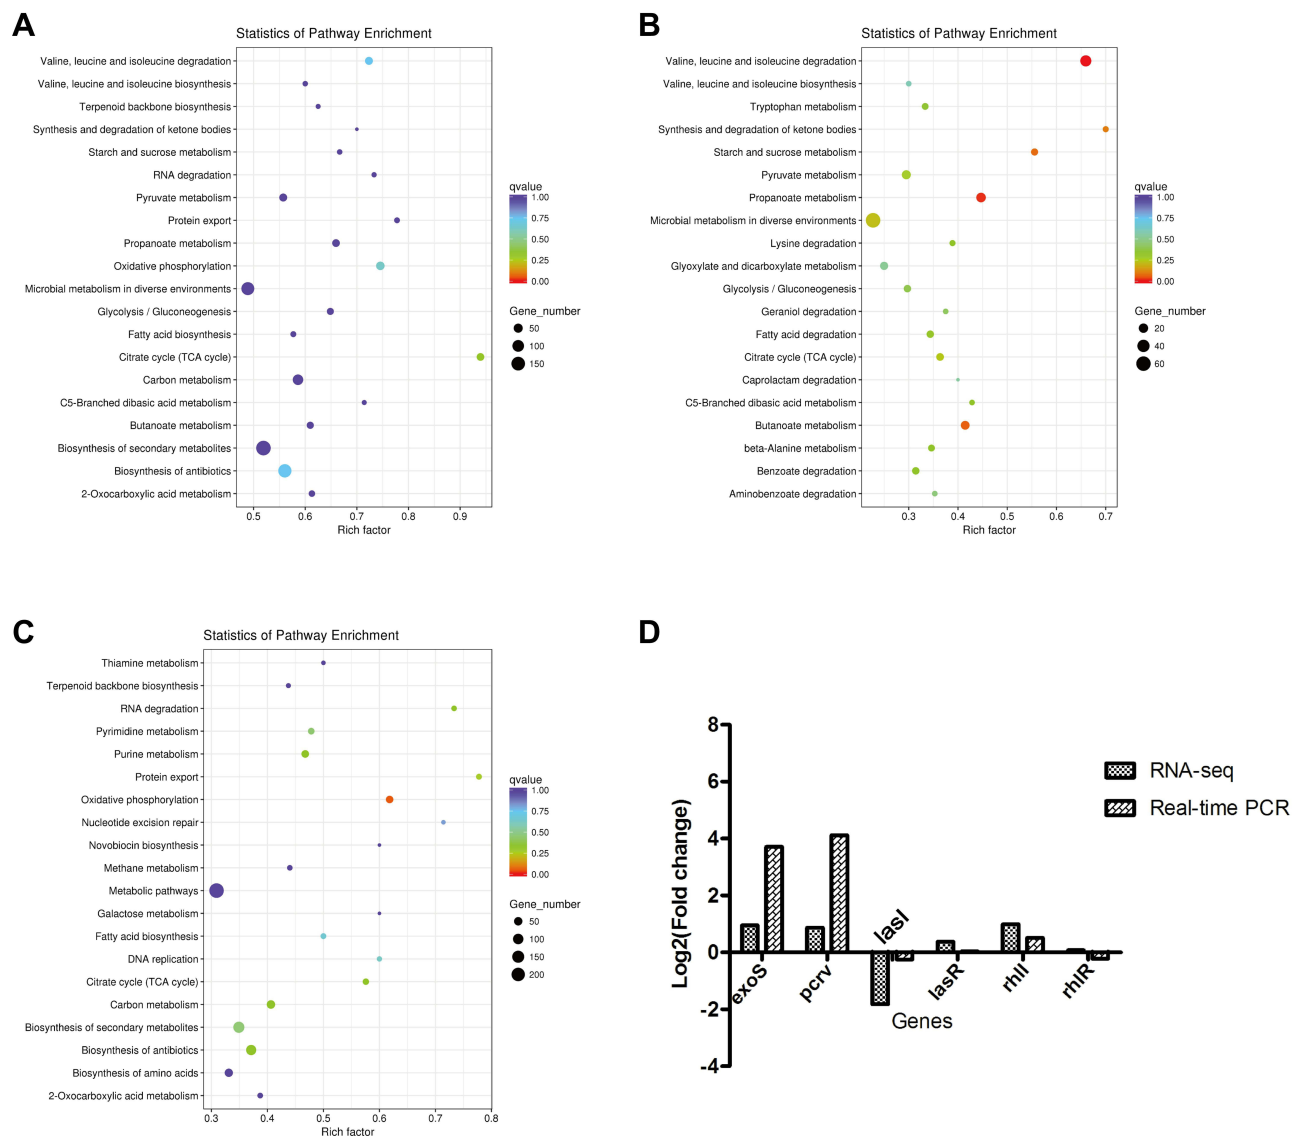 A
Statistics of Pathway Enrichment
Valine, leucine and isoleucine degradation
Valine, leucine and isoleucine biosynthesis
Terpenoid backbone biosynthesis
Synthesis and degradation of ketone bodies
Starch and sucrose metabolism
RNA degradation
Pyruvate metabolism
Protein export
Propanoate metabolism
Oxidative phosphorylation
Microbial metabolism in diverse environments
Glycolysis / Gluconeogenesis
Fatty acid biosynthesis
Citrate cycle (TCA cycle)
Carbon metabolism
C5-Branched dibasic acid metabolism
Butanoate metabolism
Biosynthesis of secondary metabolites
Biosynthesis of antibiotics
2-Oxocarboxylic acid metabolism
0.5 0.6 0.7 0.8 0.9
Rich factor
qvalue
1.00
0.75
0.50
0.25
0.00
Gene_number
50
100
150
B
Statistics of Pathway Enrichment
Valine, leucine and isoleucine degradation
Valine, leucine and isoleucine biosynthesis
Tryptophan metabolism
Synthesis and degradation of ketone bodies
Starch and sucrose metabolism
Pyruvate metabolism
Propanoate metabolism
Microbial metabolism in diverse environments
Lysine degradation
Glyoxylate and dicarboxylate metabolism
Glycolysis / Gluconeogenesis
Geraniol degradation
Fatty acid degradation
Citrate cycle (TCA cycle)
Caprolactam degradation
C5-Branched dibasic acid metabolism
Butanoate metabolism
beta-Alanine metabolism
Benzoate degradation
Aminobenzoate degradation
0.3 0.4 0.5 0.6 0.7
Rich factor
qvalue
1.00
0.75
0.50
0.25
0.00
Gene_number
20
40
60
C
Statistics of Pathway Enrichment
Thiamine metabolism
Terpenoid backbone biosynthesis
RNA degradation
Pyrimidine metabolism
Purine metabolism
Protein export
Oxidative phosphorylation
Nucleotide excision repair
Novobiocin biosynthesis
Methane metabolism
Metabolic pathways
Galactose metabolism
Fatty acid biosynthesis
DNA replication
Citrate cycle (TCA cycle)
Carbon metabolism
Biosynthesis of secondary metabolites
Biosynthesis of antibiotics
Biosynthesis of amino acids
2-Oxocarboxylic acid metabolism
0.3 0.4 0.5 0.6 0.7 0.8
Rich factor
qvalue
1.00
0.75
0.50
0.25
0.00
Gene_number
50
100
150
200
D
Log2(Fold change)
8
6
4
2
0
-2
-4
exoS
pcrv
lasI
lasR
rhlI
rhlR
Genes
RNA-seq
Real-time PCR